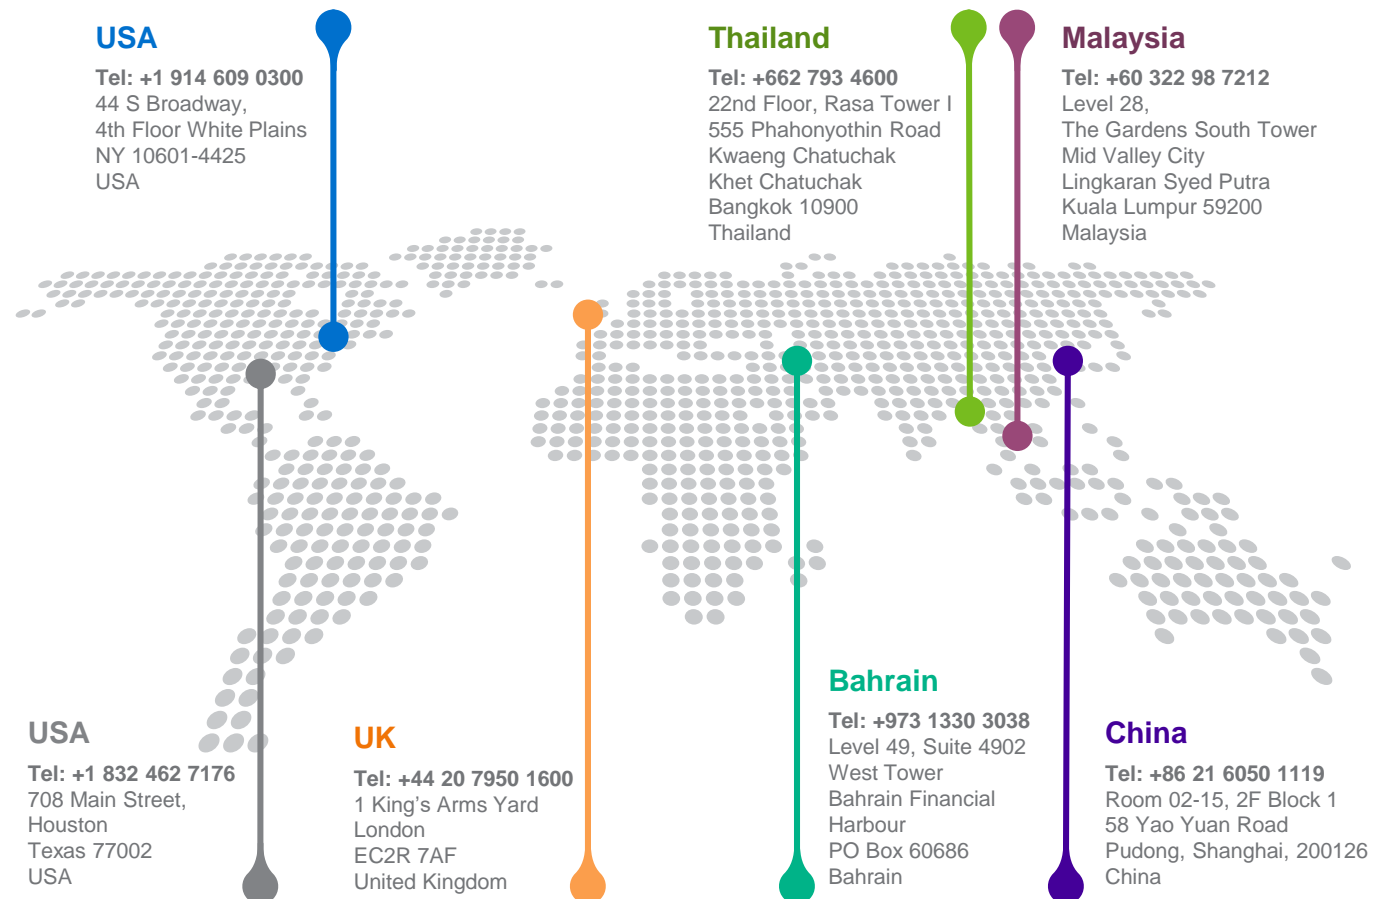 USA
Tel: +1 914 609 0300
44 S Broadway,
4th Floor White Plains
NY 10601-4425
USA
Thailand
Tel: +662 793 4600
22nd Floor, Rasa Tower I
555 Phahonyothin Road
Kwaeng Chatuchak
Khet Chatuchak
Bangkok 10900
Thailand
Malaysia
Tel: +60 322 98 7212
Level 28,
The Gardens South Tower
Mid Valley City
Lingkaran Syed Putra
Kuala Lumpur 59200
Malaysia
USA
Tel: +1 832 462 7176
708 Main Street,
Houston
Texas 77002
USA
UK
Tel: +44 20 7950 1600
1 King’s Arms Yard
London
EC2R 7AF
United Kingdom
Bahrain
Tel: +973 1330 3038
Level 49, Suite 4902
West Tower
Bahrain Financial
Harbour
PO Box 60686
Bahrain
China
Tel: +86 21 6050 1119
Room 02-15, 2F Block 1
58 Yao Yuan Road
Pudong, Shanghai, 200126
China